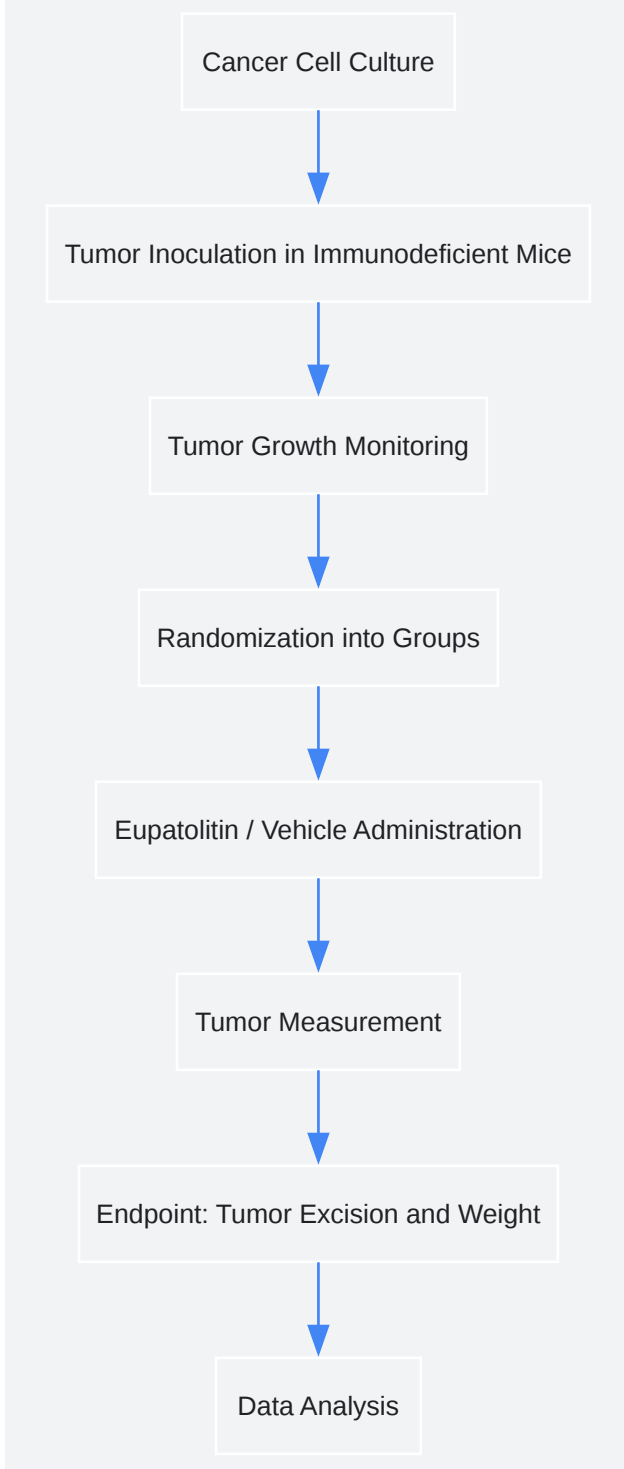 Cancer Cell Culture
Tumor Inoculation in Immunodeficient Mice
Tumor Growth Monitoring
Randomization into Groups
Eupatolitin / Vehicle Administration
Tumor Measurement
Endpoint: Tumor Excision and Weight
Data Analysis